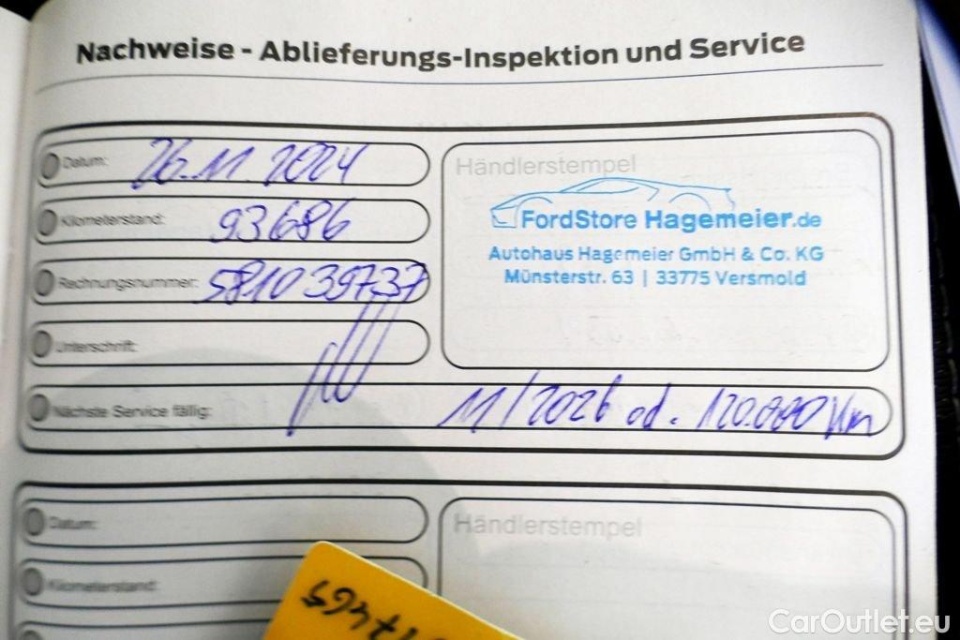 Nachweise - Ablieferungs-Inspektion und Service
Datum: 26.11.2024
Kilometerstand: 93686
Rechnungsnummer: 581039737
Unterschrift:
Händlerstempel
FordStore Hagemeier.de
Autohaus Hagemeier GmbH & Co. KG
Münsterstr. 63 | 33775 Versmold
Nächste Service fällig: 11/2026 od. 120.000 km
Datum:
Kilometerstand:
Händlerstempel
CarOutlet.eu